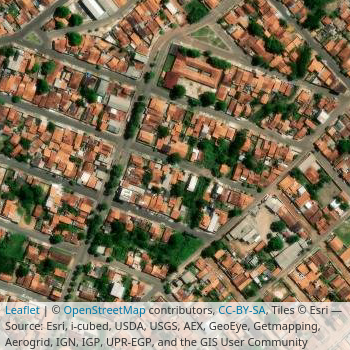 Leaflet | © OpenStreetMap contributors, CC-BY-SA, Tiles © Esri —
Source: Esri, i-cubed, USDA, USGS, AEX, GeoEye, Getmapping,
Aerogrid, IGN, IGP, UPR-EGP, and the GIS User Community